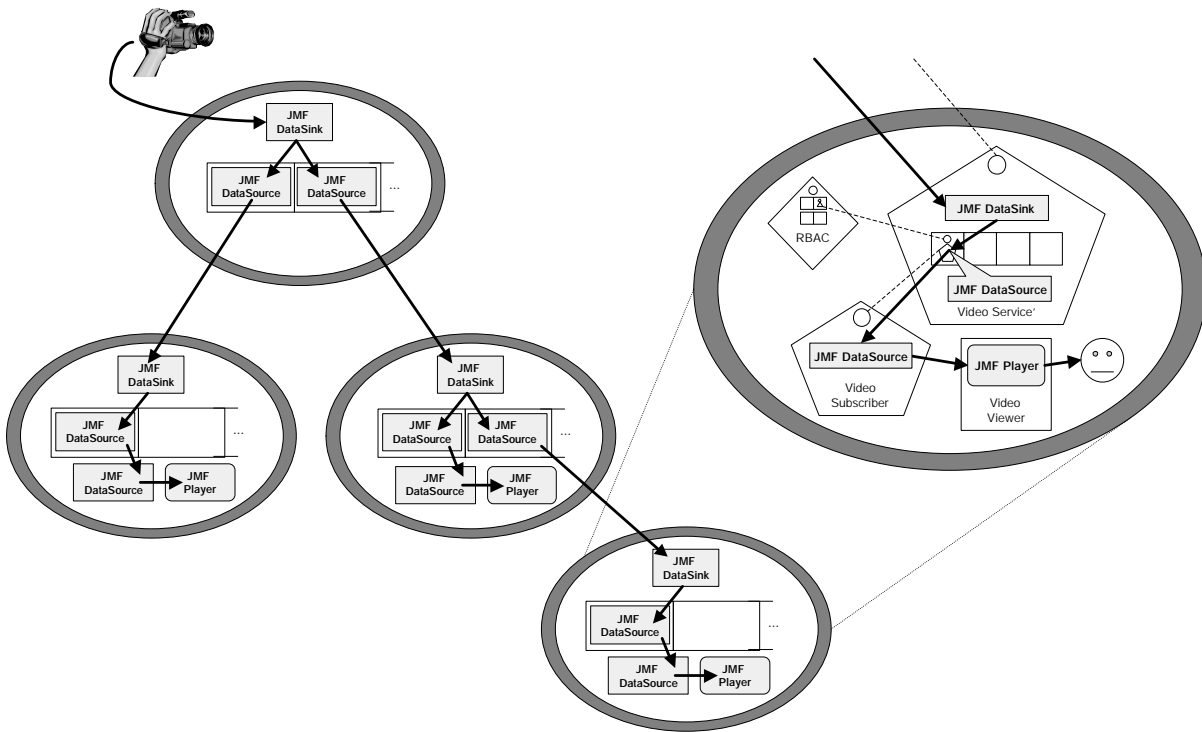 JMF
DataSink
JMF
DataSource
JMF
DataSource
...
JMF
DataSink
JMF
DataSource
...
JMF
DataSource
JMF
Player
JMF
DataSink
JMF
DataSource
JMF
DataSource
...
JMF
DataSource
JMF
Player
JMF
DataSink
JMF
DataSource
...
JMF
DataSource
JMF
Player
RBAC
JMF DataSink
JMF DataSource
Video Service'
JMF DataSource
Video
Subscriber
JMF Player
Video
Viewer